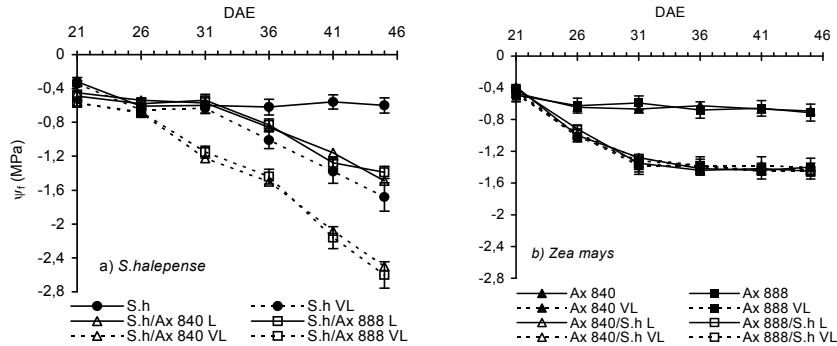 DAE
21 26 31 36 41 46
0
-0,4
-0,8
-1,2
-1,6
-2
-2,4
-2,8
Ψf (MPa)
a) S.halepense
S.h S.h VL
S.h/Ax 840 L S.h/Ax 888 L
S.h/Ax 840 VL S.h/Ax 888 VL
DAE
21 26 31 36 41 46
0
-0,4
-0,8
-1,2
-1,6
-2
-2,4
-2,8
b) Zea mays
Ax 840 Ax 888
Ax 840 VL Ax 888 VL
Ax 840/S.h L Ax 888/S.h L
Ax 840/S.h VL Ax 888/S.h VL